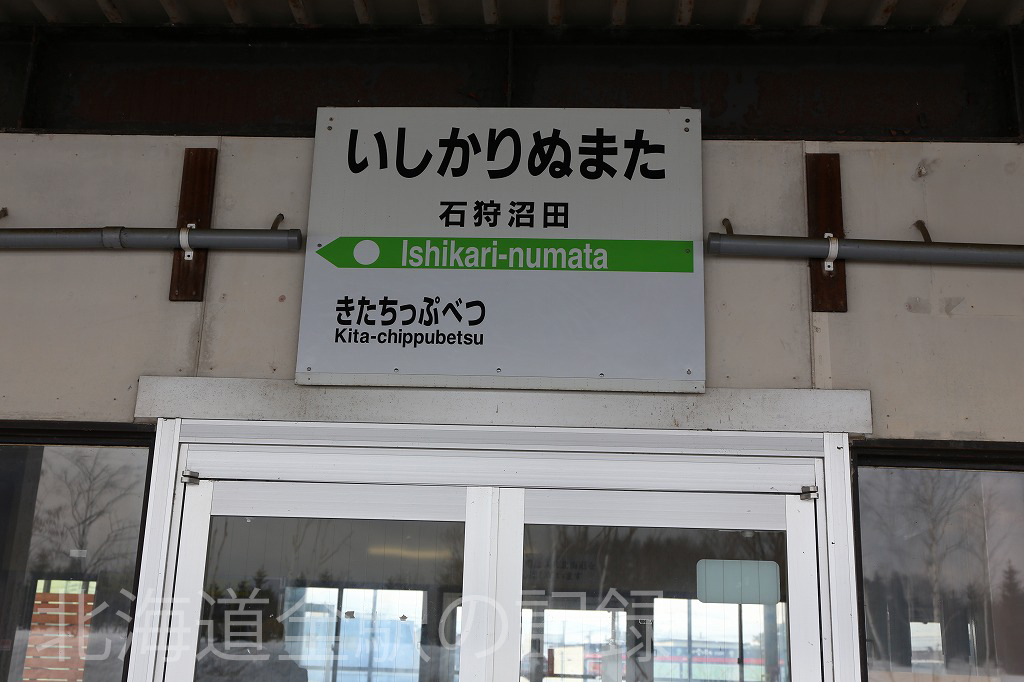 いしかりぬまた
石狩沼田
Ishikari-numata
きたちっぷべつ
Kita-chippubetsu
北海道全駅の記録